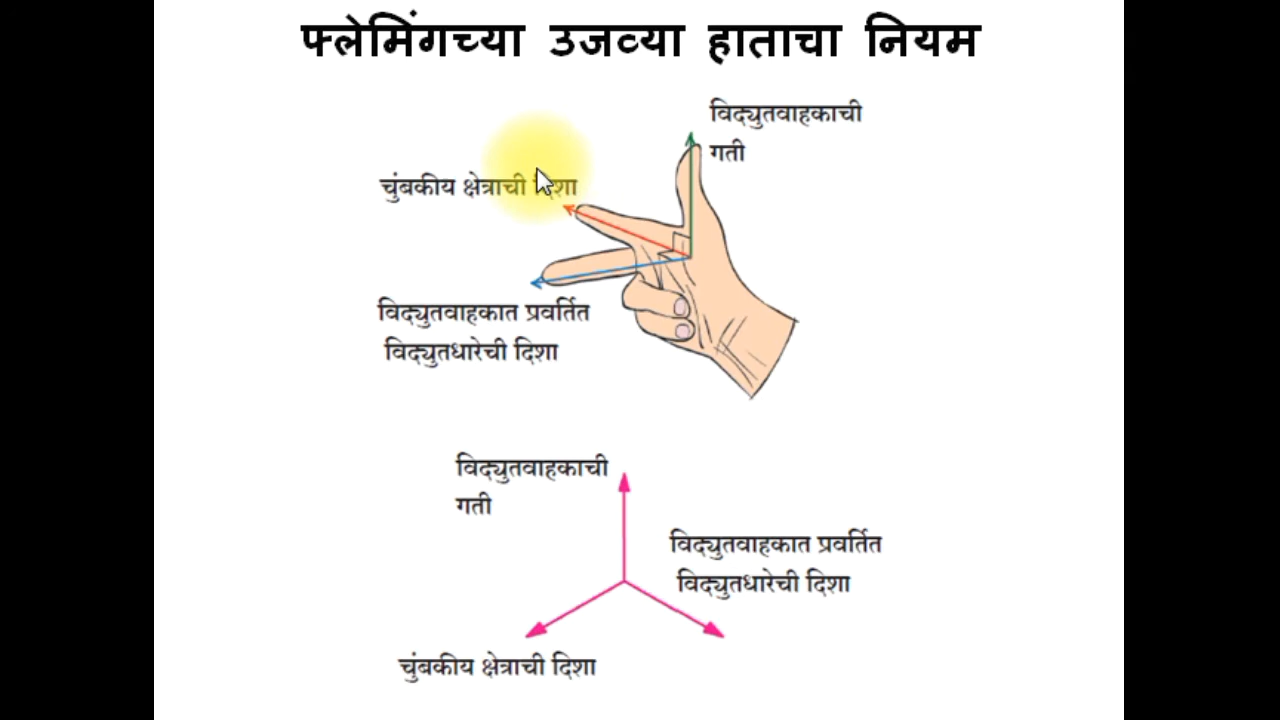 फ्लेमिंगच्या उजव्या हाताचा नियम
विद्युतवाहकाची
गती
चुंबकीय क्षेत्राची दिशा
विद्युतवाहकात प्रवर्तित
विद्युतधारेची दिशा
विद्युतवाहकाची
गती
विद्युतवाहकात प्रवर्तित
विद्युतधारेची दिशा
चुंबकीय क्षेत्राची दिशा